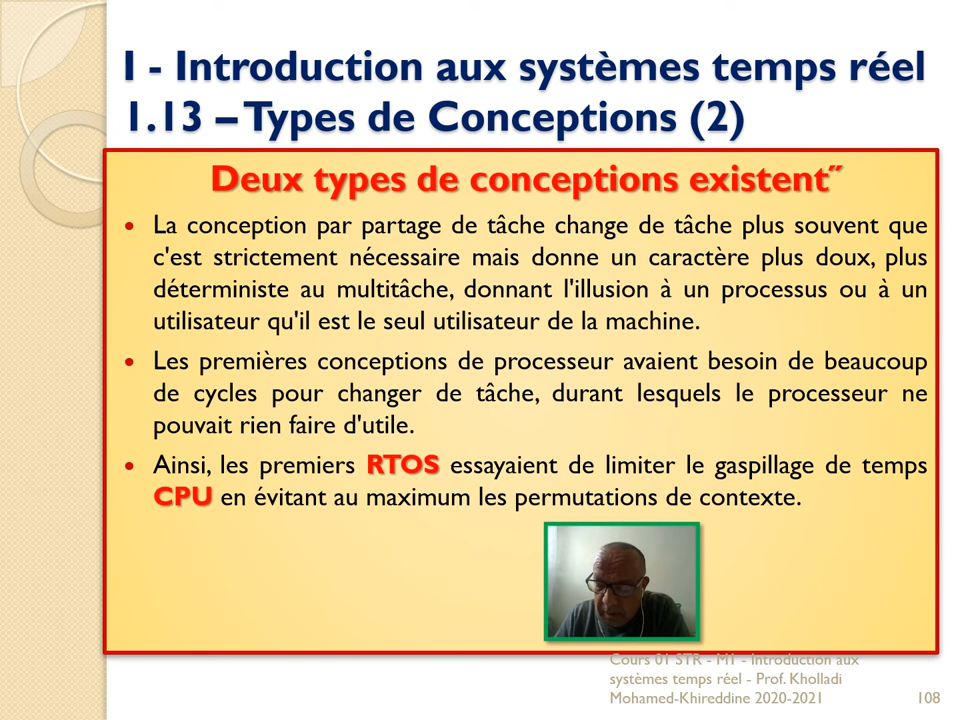 I - Introduction aux systèmes temps réel
1.13 – Types de Conceptions (2)
Deux types de conceptions existent˝
• La conception par partage de tâche change de tâche plus souvent que
c'est strictement nécessaire mais donne un caractère plus doux, plus
déterministe au multitâche, donnant l'illusion à un processus ou à un
utilisateur qu'il est le seul utilisateur de la machine.
• Les premières conceptions de processeur avaient besoin de beaucoup
de cycles pour changer de tâche, durant lesquels le processeur ne
pouvait rien faire d'utile.
• Ainsi, les premiers RTOS essayaient de limiter le gaspillage de temps
CPU en évitant au maximum les permutations de contexte.
Cours 01 STR - M1 - Introduction aux
systèmes temps réel - Prof. Kholladi
Mohamed-Khireddine 2020-2021 108